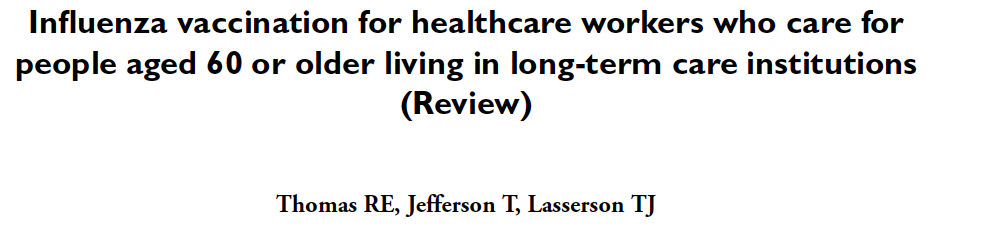 Influenza vaccination for healthcare workers who care for
people aged 60 or older living in long-term care institutions
(Review)
Thomas RE, Jefferson T, Lasserson TJ